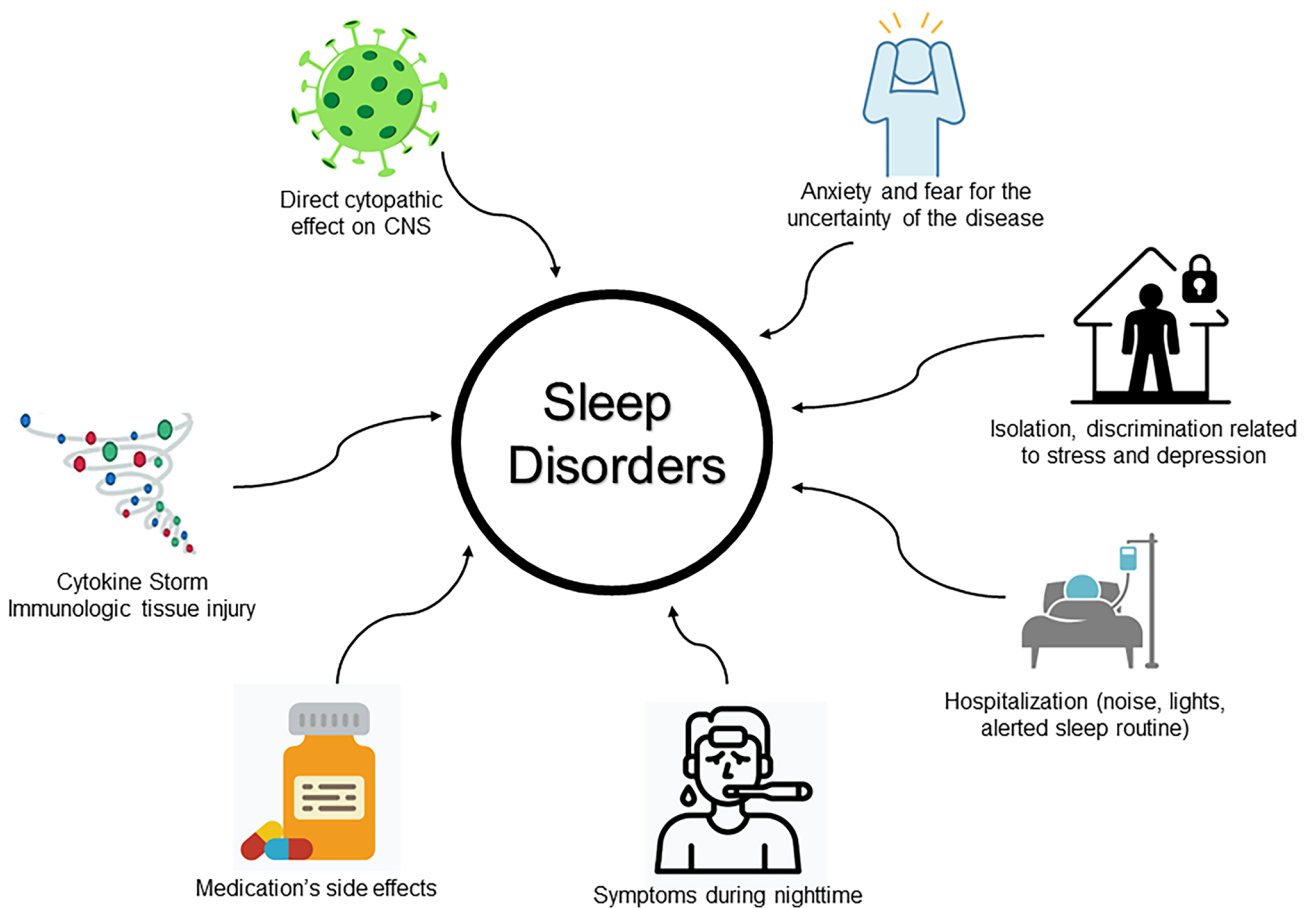 Direct cytopathic
effect on CNS
Anxiety and fear for the
uncertainty of the disease
Isolation, discrimination related
to stress and depression
Sleep
Disorders
Cytokine Storm
Immunologic tissue injury
Hospitalization (noise, lights,
alerted sleep routine)
Medication’s side effects
Symptoms during nighttime